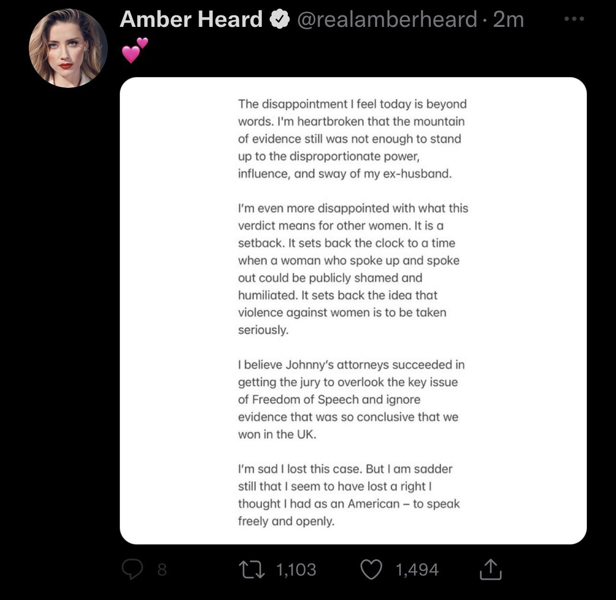 Amber Heard @realamberheard · 2m
💕
The disappointment I feel today is beyond
words. I'm heartbroken that the mountain
of evidence still was not enough to stand
up to the disproportionate power,
influence, and sway of my ex-husband.
I'm even more disappointed with what this
verdict means for other women. It is a
setback. It sets back the clock to a time
when a woman who spoke up and spoke
out could be publicly shamed and
humiliated. It sets back the idea that
violence against women is to be taken
seriously.
I believe Johnny's attorneys succeeded in
getting the jury to overlook the key issue
of Freedom of Speech and ignore
evidence that was so conclusive that we
won in the UK.
I'm sad I lost this case. But I am sadder
still that I seem to have lost a right I
thought I had as an American – to speak
freely and openly.
8 1,103 1,494